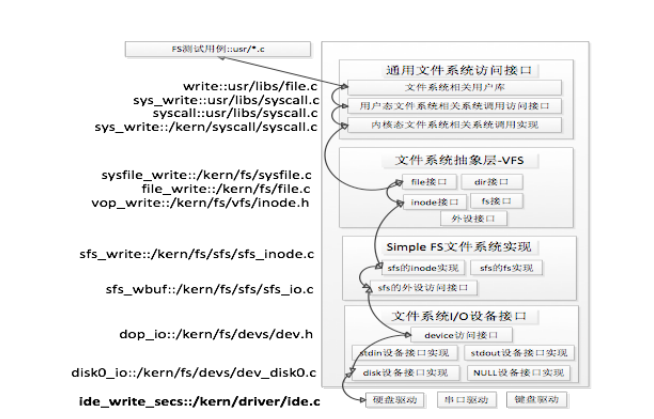 FS测试用例::usr/*.c
通用文件系统访问接口
write::usr/libs/file.c
文件系统相关用户库
sys_write::usr/libs/syscall.c
用户态文件系统相关系统调用访问接口
syscall::usr/libs/syscall.c
sys_write::/kern/syscall/syscall.c
内核态文件系统相关系统调用实现
文件系统抽象层-VFS
sysfile_write::/kern/fs/sysfile.c
file接口
dir接口
file_write::/kern/fs/file.c
vop_write::/kern/fs/vfs/inode.h
inode接口
fs接口
外设接口
Simple FS文件系统实现
sfs_write::/kern/fs/sfs/sfs_inode.c
sfs的inode实现
sfs的fs实现
sfs_wbuf::/kern/fs/sfs/sfs_io.c
sfs的外设访问接口
文件系统I/O设备接口
dop_io::/kern/fs/devs/dev.h
device访问接口
stdin设备接口实现
stdout设备接口实现
disk0_io::/kern/fs/devs/dev_disk0.c
disk设备接口实现
NULL设备接口实现
ide_write_secs::/kern/driver/ide.c
硬盘驱动
串口驱动
键盘驱动